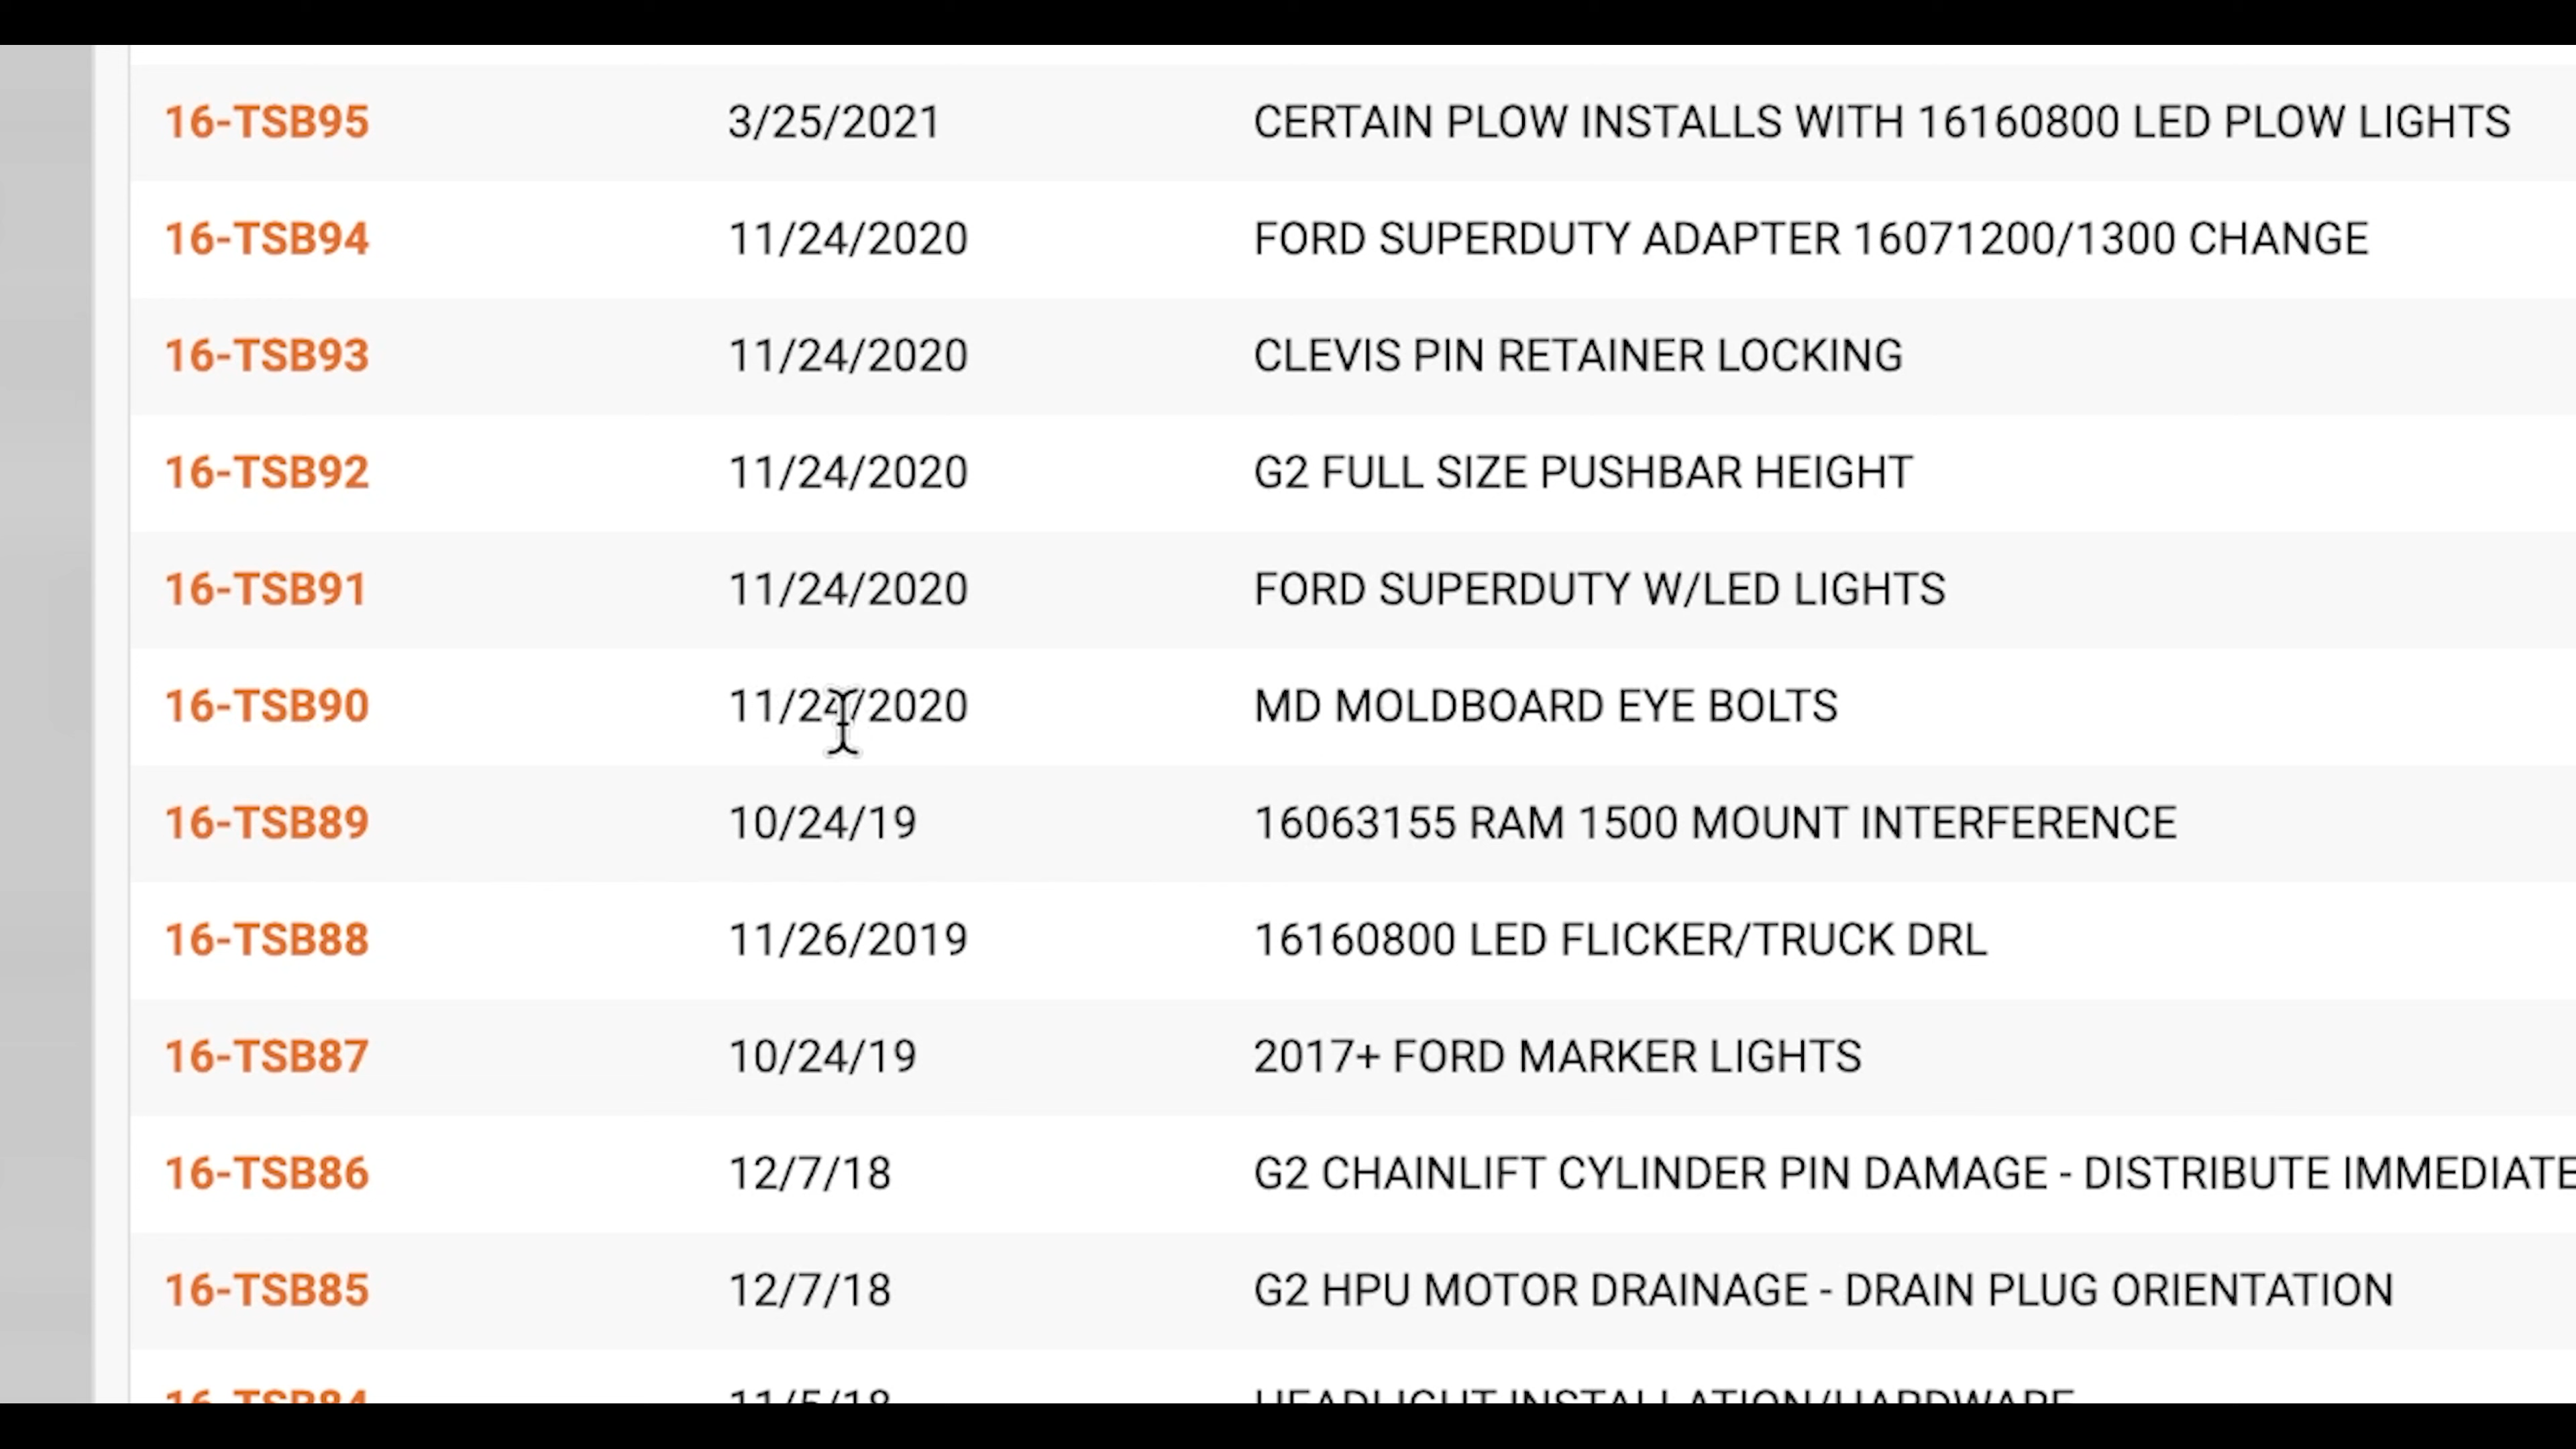 16-TSB95 3/25/2021 CERTAIN PLOW INSTALLS WITH 16160800 LED PLOW LIGHTS
16-TSB94 11/24/2020 FORD SUPERDUTY ADAPTER 16071200/1300 CHANGE
16-TSB93 11/24/2020 CLEVIS PIN RETAINER LOCKING
16-TSB92 11/24/2020 G2 FULL SIZE PUSHBAR HEIGHT
16-TSB91 11/24/2020 FORD SUPERDUTY W/LED LIGHTS
16-TSB90 11/24/2020 MD MOLDBOARD EYE BOLTS
16-TSB89 10/24/19 16063155 RAM 1500 MOUNT INTERFERENCE
16-TSB88 11/26/2019 16160800 LED FLICKER/TRUCK DRL
16-TSB87 10/24/19 2017+ FORD MARKER LIGHTS
16-TSB86 12/7/18 G2 CHAINLIFT CYLINDER PIN DAMAGE - DISTRIBUTE IMMEDIATE
16-TSB85 12/7/18 G2 HPU MOTOR DRAINAGE - DRAIN PLUG ORIENTATION
16-TSB84 11/5/18 HEADLIGHT INSTALLATION/HARDWARE